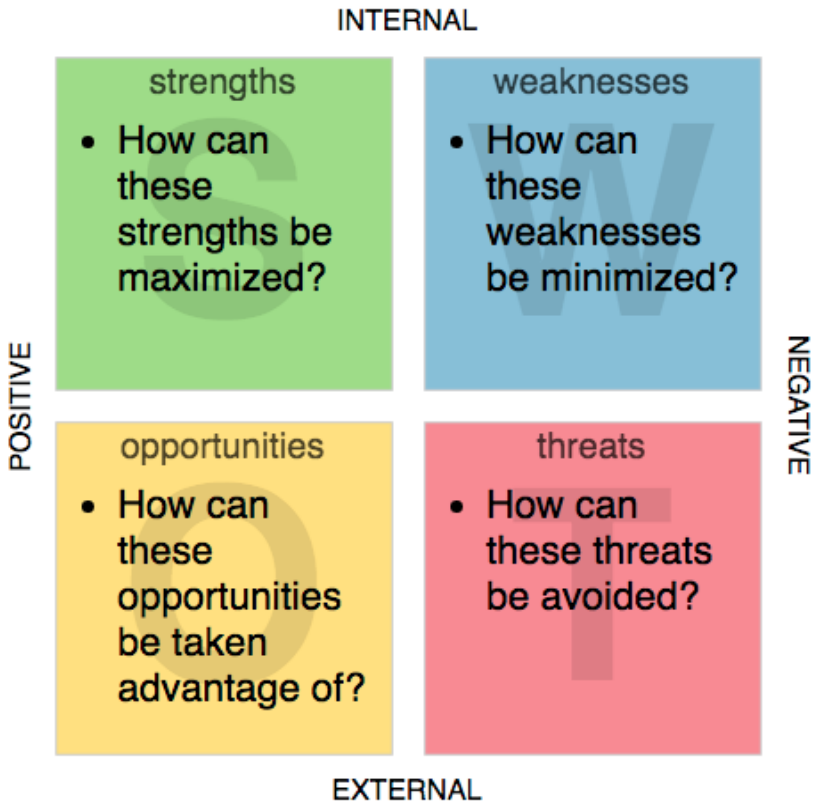 INTERNAL
strengths
• How can
these
strengths be
maximized?
S
weaknesses
• How can
these
weaknesses
be minimized?
W
POSITIVE
NEGATIVE
opportunities
• How can
these
opportunities
be taken
advantage of?
O
threats
• How can
these threats
be avoided?
T
EXTERNAL